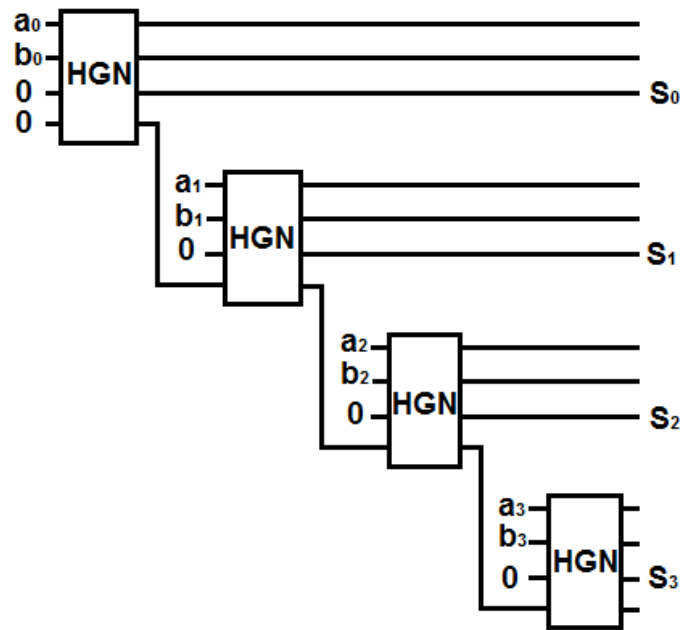 a₀
b₀ HGN
0 S₀
0
a₁
b₁ HGN
0 S₁
a₂
b₂ HGN
0 S₂
a₃
b₃ HGN
0 S₃